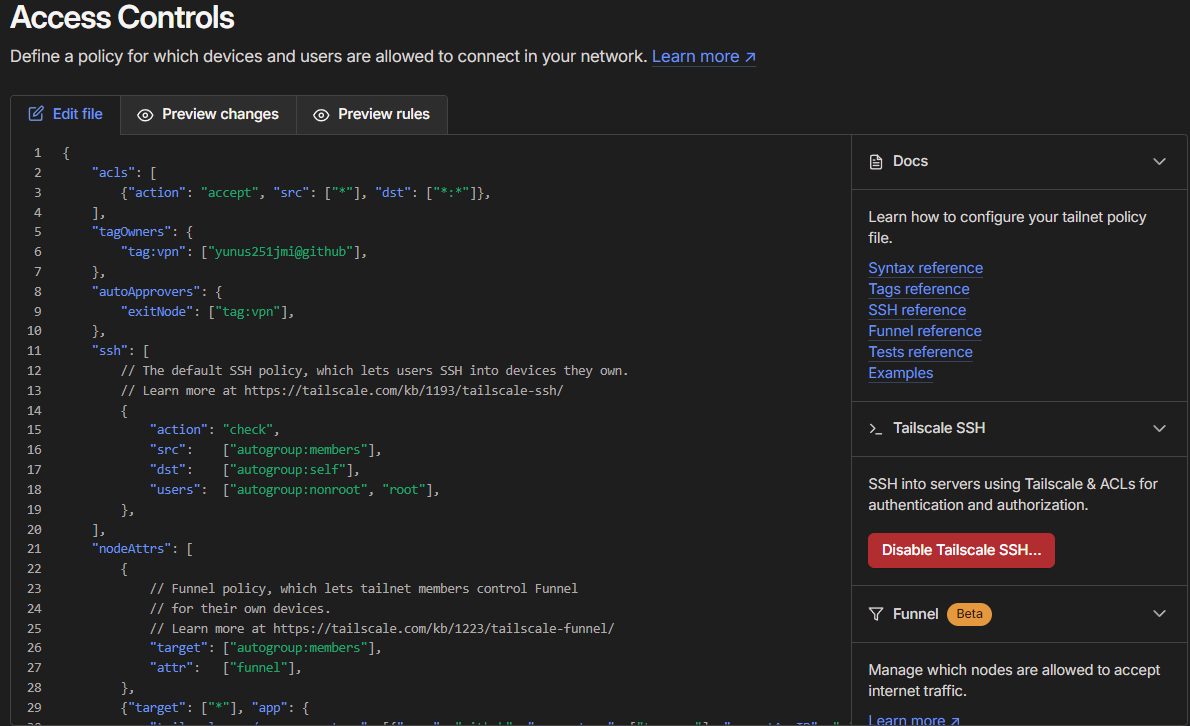 Access Controls
Define a policy for which devices and users are allowed to connect in your network. Learn more ↗
Edit file
Preview changes
Preview rules
1 {
2 "acls": [
3 {"action": "accept", "src": ["*"], "dst": ["*:*"]},
4 ],
5 "tagOwners": {
6 "tag:vpn": ["yunus251jmi@github"],
7 },
8 "autoApprovers": {
9 "exitNode": ["tag:vpn"],
10 },
11 "ssh": [
12 // The default SSH policy, which lets users SSH into devices they own.
13 // Learn more at https://tailscale.com/kb/1193/tailscale-ssh/
14 {
15 "action": "check",
16 "src": ["autogroup:members"],
17 "dst": ["autogroup:self"],
18 "users": ["autogroup:nonroot", "root"],
19 },
20 ],
21 "nodeAttrs": [
22 {
23 // Funnel policy, which lets tailnet members control Funnel
24 // for their own devices.
25 // Learn more at https://tailscale.com/kb/1223/tailscale-funnel/
26 "target": ["autogroup:members"],
27 "attr": ["funnel"],
28 },
29 {"target": ["*"], "app": {
Docs
Learn how to configure your tailnet policy
file.
Syntax reference
Tags reference
SSH reference
Funnel reference
Tests reference
Examples
Tailscale SSH
SSH into servers using Tailscale & ACLs for
authentication and authorization.
Disable Tailscale SSH...
Funnel Beta
Manage which nodes are allowed to accept
internet traffic.
Learn more ↗